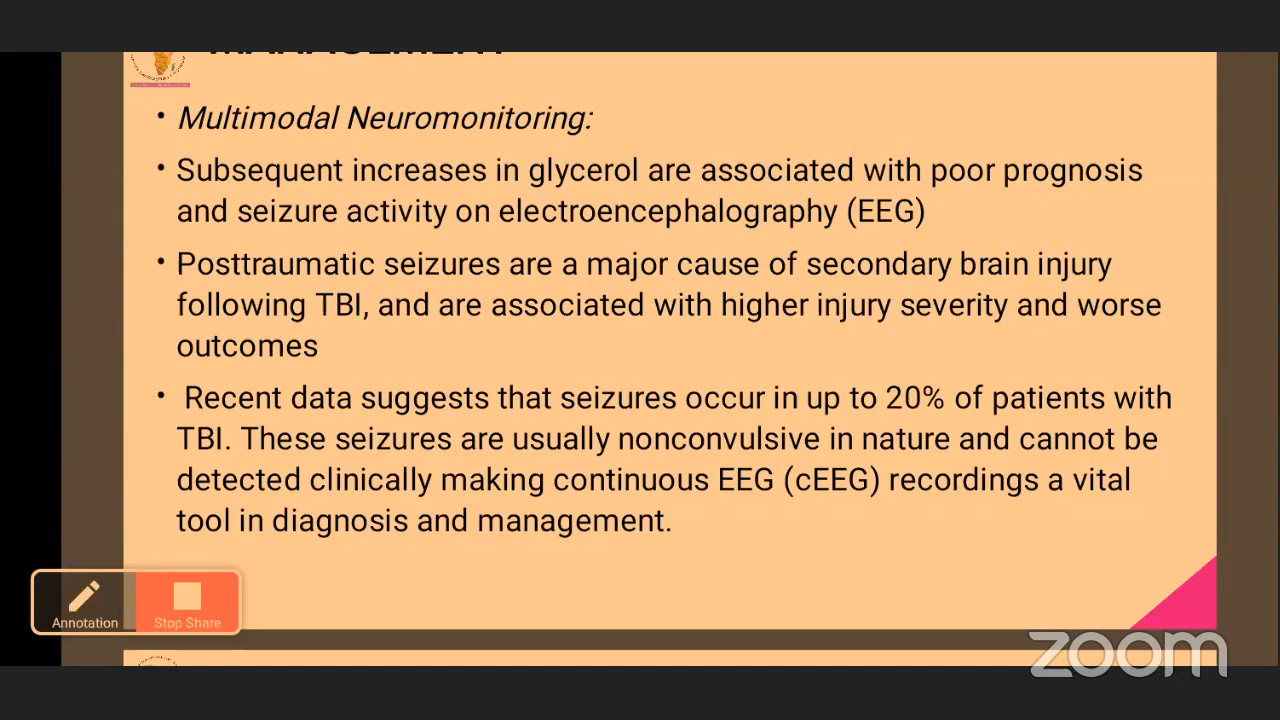 MANAGEMENT
• Multimodal Neuromonitoring:
• Subsequent increases in glycerol are associated with poor prognosis
and seizure activity on electroencephalography (EEG)
• Posttraumatic seizures are a major cause of secondary brain injury
following TBI, and are associated with higher injury severity and worse
outcomes
• Recent data suggests that seizures occur in up to 20% of patients with
TBI. These seizures are usually nonconvulsive in nature and cannot be
detected clinically making continuous EEG (cEEG) recordings a vital
tool in diagnosis and management.
Annotation
Stop Share
zoom